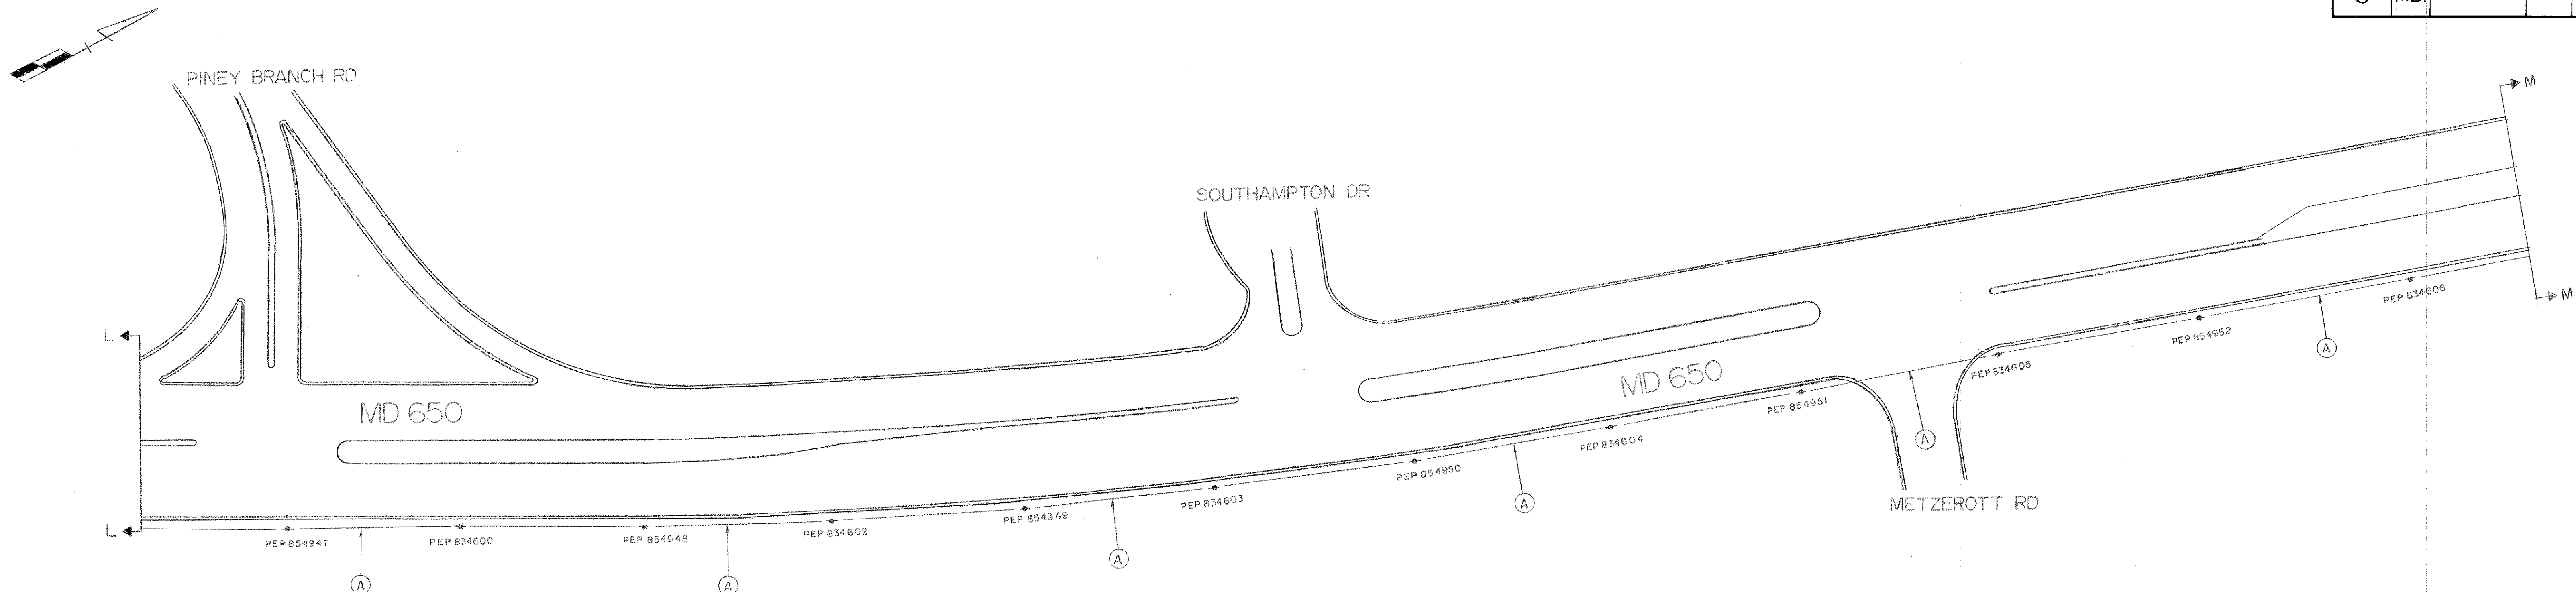 MD.
PINEY BRANCH RD
M
SOUTHAMPTON DR
M
PEP 834606
PEP 854952
A
L
PEP 834605
MD 650
PEP 854951
A
MD 650
PEP 834604
PEP 854950
A
METZEROTT RD
PEP 834603
PEP 854949
A
L
PEP 854947
PEP 834600
PEP 854948
PEP 834602
A
A